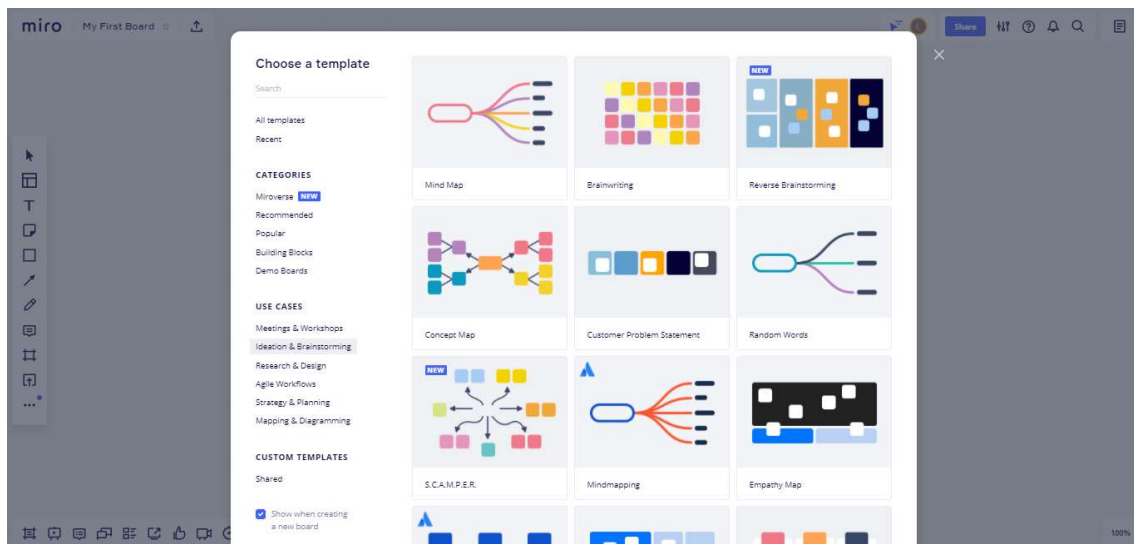 miro
My First Board
Share
Choose a template
Search
All templates
Recent
CATEGORIES
Miroverse NEW
Recommended
Popular
Building Blocks
Demo Boards
USE CASES
Meetings & Workshops
Ideation & Brainstorming
Research & Design
Agile Workflows
Strategy & Planning
Mapping & Diagramming
CUSTOM TEMPLATES
Shared
Show when creating
a new board
Mind Map
Brainwriting
NEW
Reverse Brainstorming
Concept Map
Customer Problem Statement
Random Words
NEW
S.C.A.M.P.E.R.
Mindmapping
Empathy Map
100%